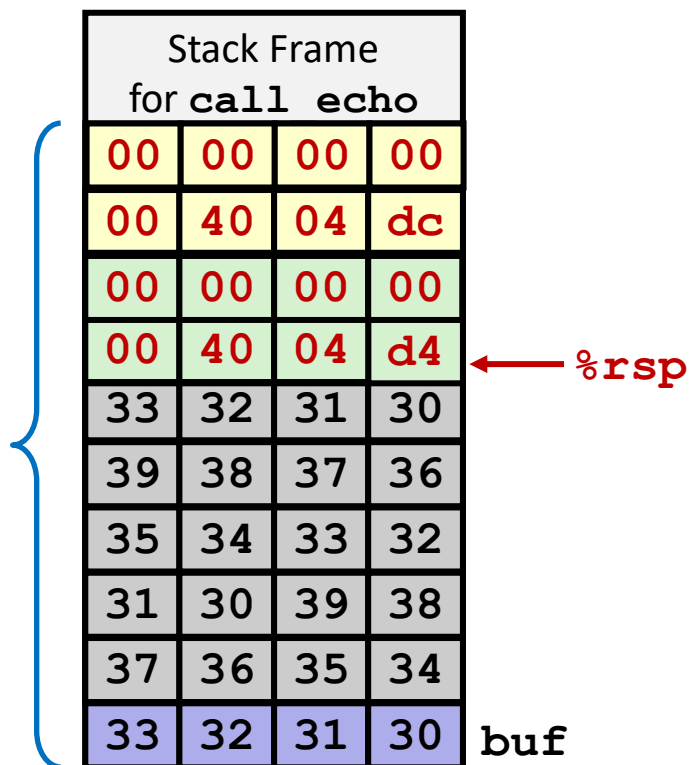 Stack Frame
for call echo
00 00 00 00
00 40 04 dc
00 00 00 00
00 40 04 d4
%rsp
33 32 31 30
39 38 37 36
35 34 33 32
31 30 39 38
37 36 35 34
33 32 31 30 buf